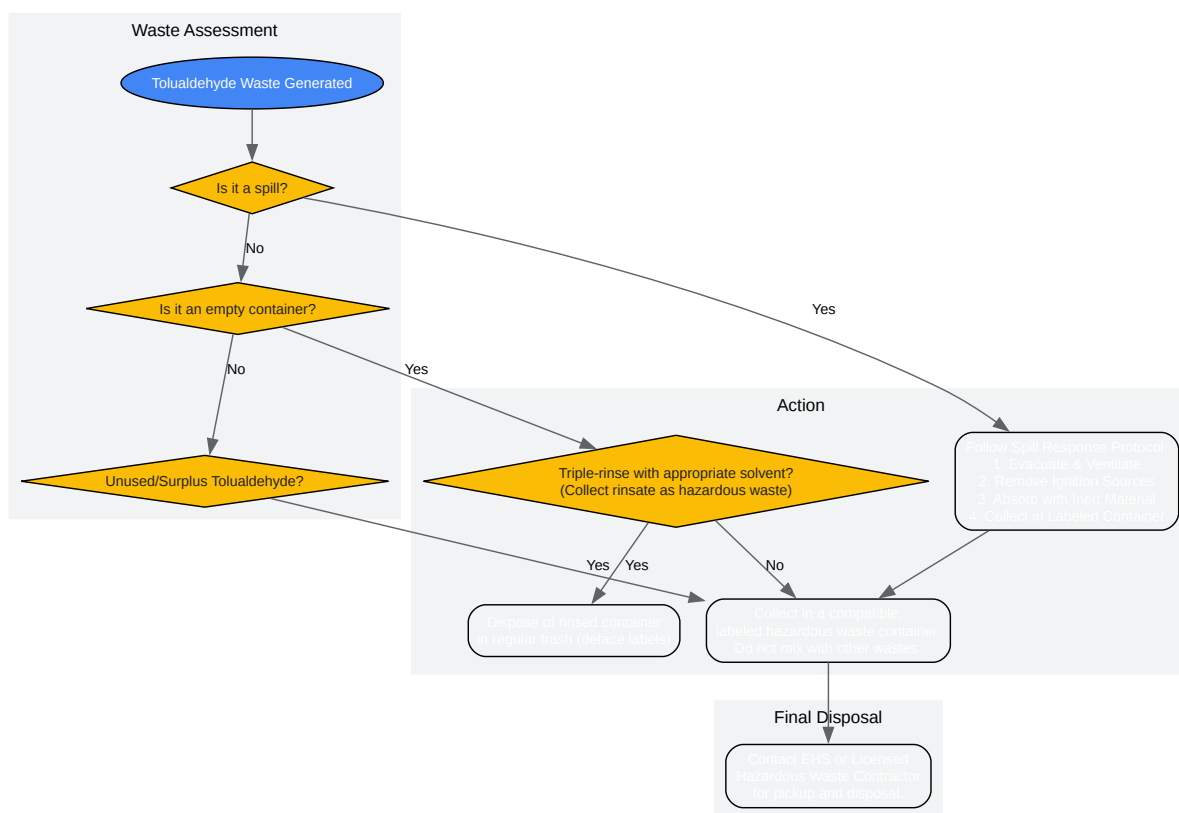 Waste Assessment
Tolualdehyde Waste Generated
Is it a spill?
No
Is it an empty container?
Yes
No
Yes
Action
Unused/Surplus Tolualdehyde?
Triple-rinse with appropriate solvent?
(Collect rinsate as hazardous waste)
Follow Spill Response Protocol:
1. Evacuate & Ventilate
2. Remove Ignition Sources
3. Absorb with Inert Material
4. Collect in Labeled Container
Yes
Yes
No
Dispose of rinsed container
in regular trash (deface labels)
Collect in a compatible,
labeled hazardous waste container.
Do not mix with other wastes.
Final Disposal
Contact EHS or Licensed
Hazardous Waste Contractor
for pickup and disposal.